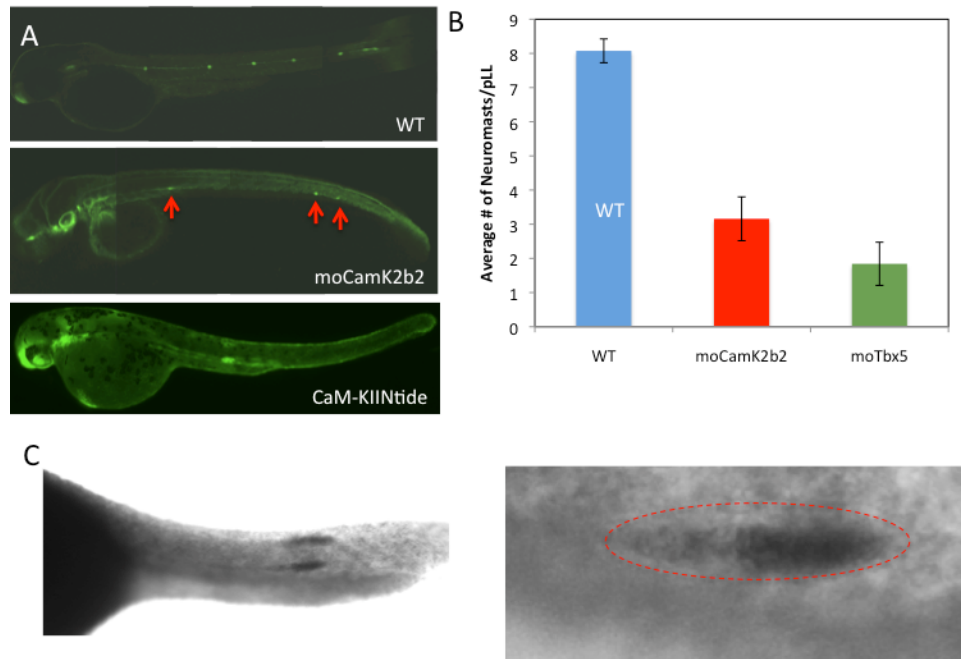 A
WT
moCamK2b2
CaM-KIINtide
B
Average # of Neuromasts/pLL
9
8
7
6
5
4
3
2
1
0
WT
WT
moCamK2b2
moTbx5
C